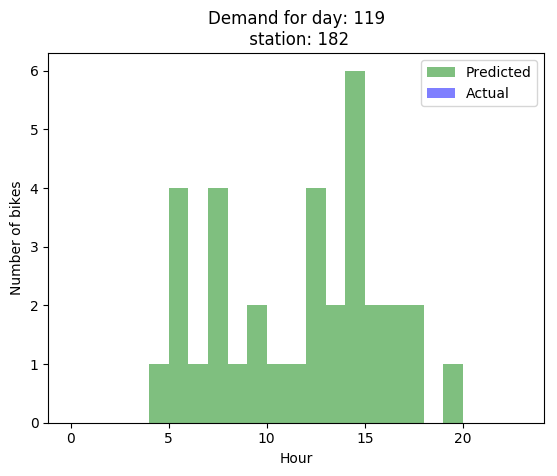 Demand for day: 119
station: 182
Predicted
Actual
6
5
4
3
2
1
0
Number of bikes
0 5 10 15 20
Hour